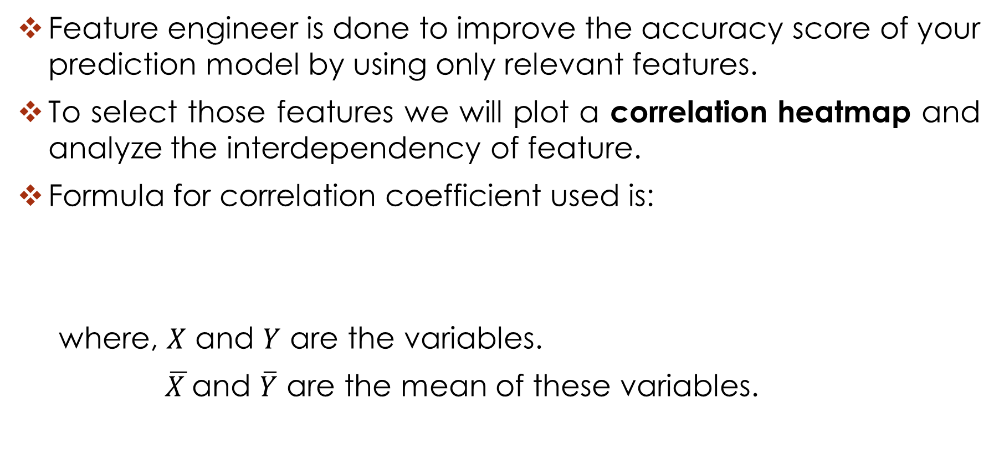 ❖ Feature engineer is done to improve the accuracy score of your
prediction model by using only relevant features.
❖ To select those features we will plot a correlation heatmap and
analyze the interdependency of feature.
❖ Formula for correlation coefficient used is:
where, X and Y are the variables.
X̅ and Y̅ are the mean of these variables.